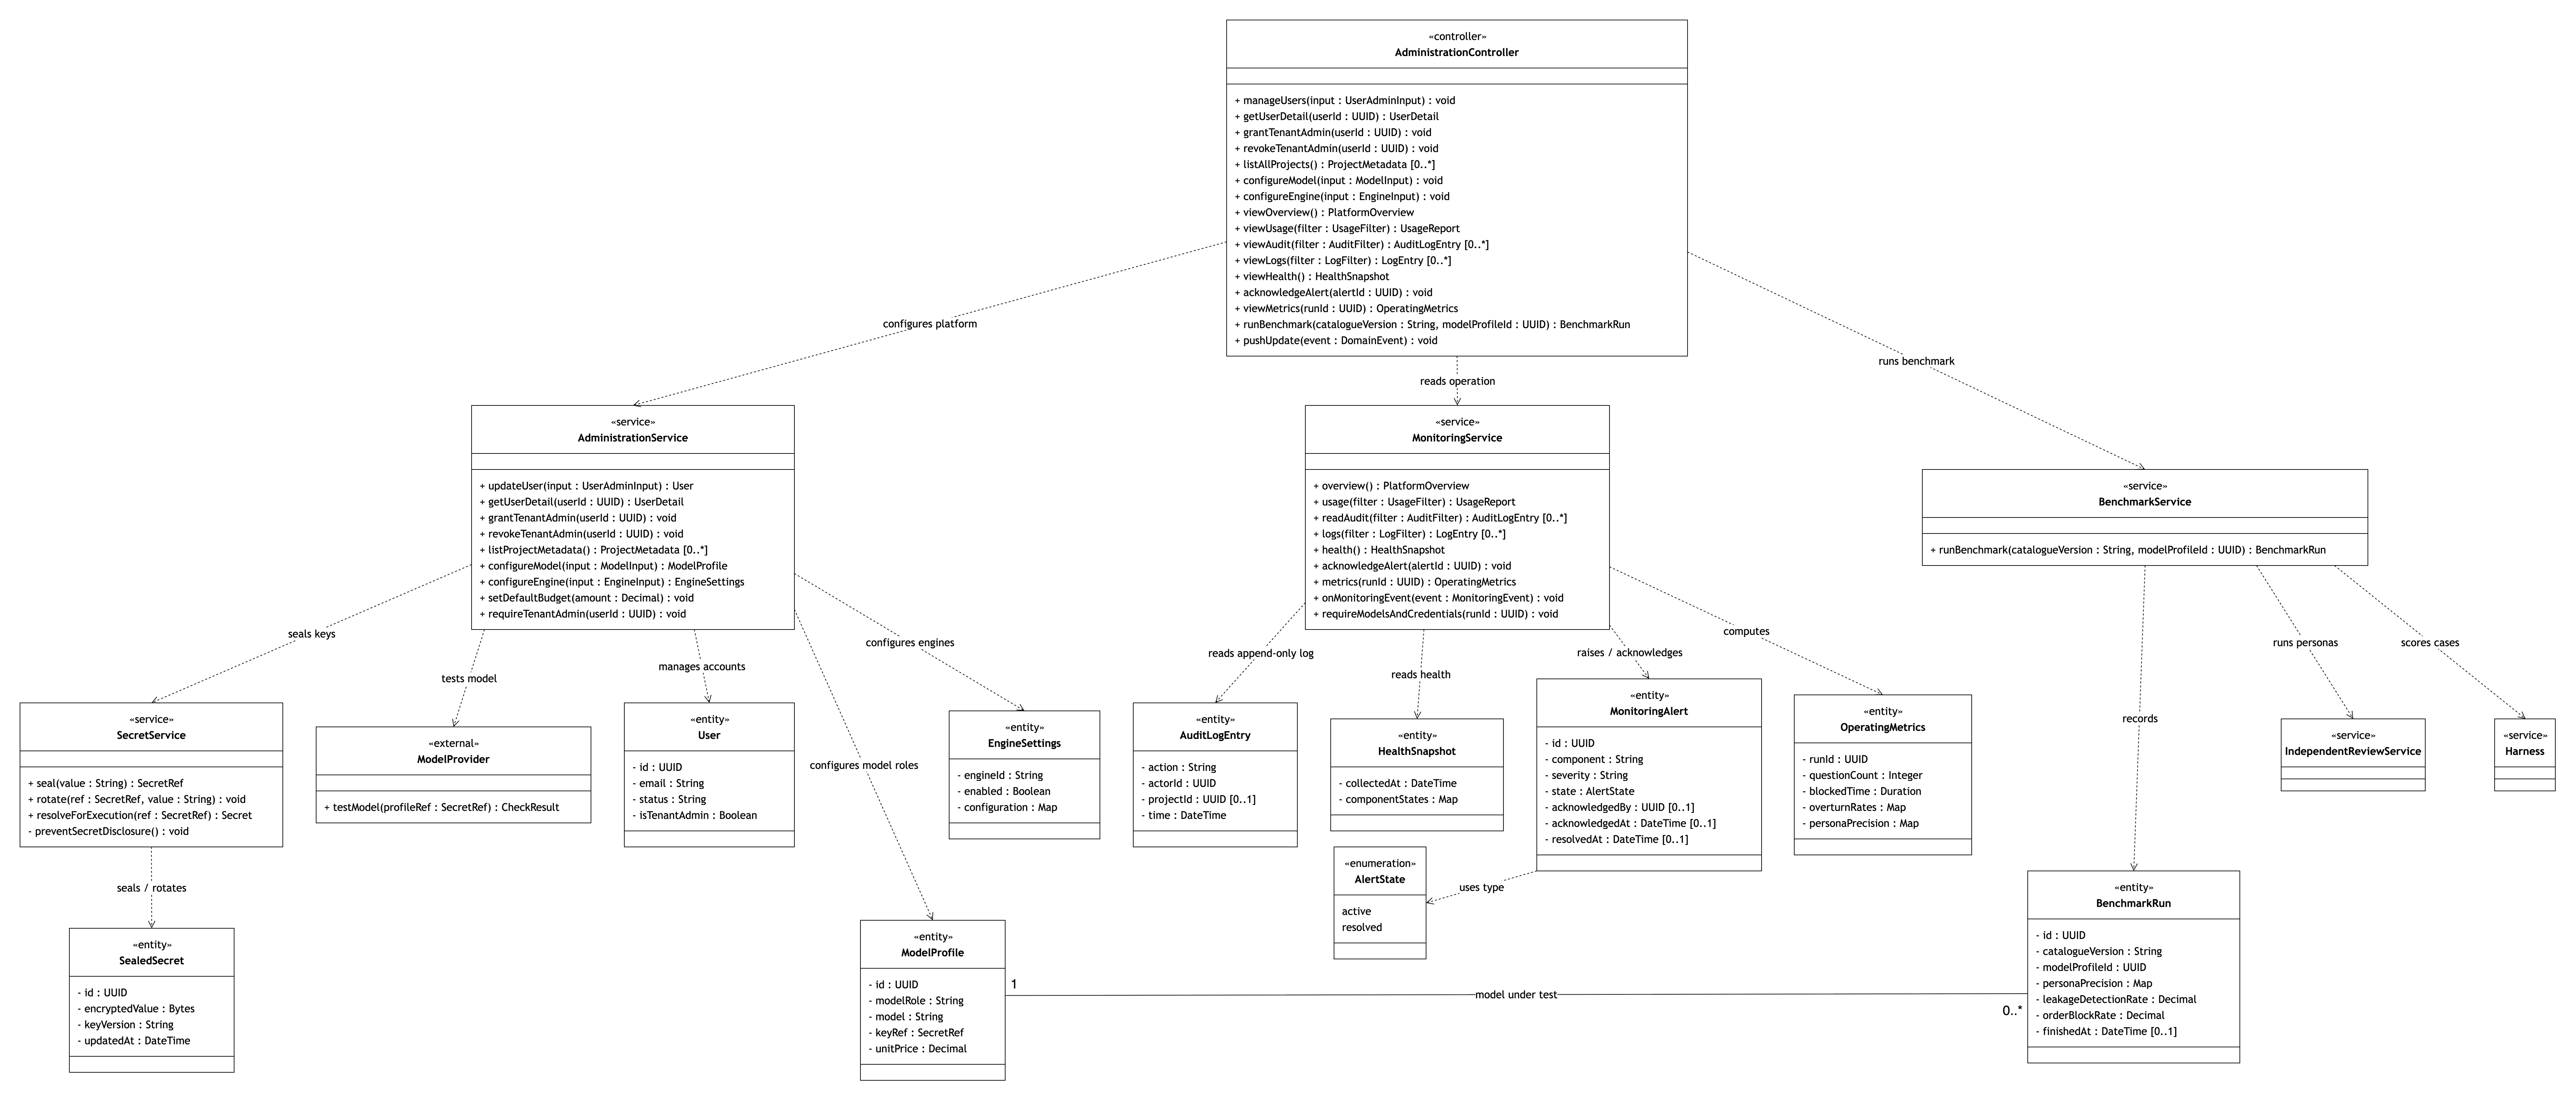 «controller»
AdministrationController
+ manageUsers(input : UserAdminInput) : void
+ getUserDetail(userId : UUID) : UserDetail
+ grantTenantAdmin(userId : UUID) : void
+ revokeTenantAdmin(userId : UUID) : void
+ listAllProjects() : ProjectMetadata [0..*]
+ configureModel(input : ModelInput) : void
+ configureEngine(input : EngineInput) : void
+ viewOverview() : PlatformOverview
+ viewUsage(filter : UsageFilter) : UsageReport
+ viewAudit(filter : AuditFilter) : AuditLogEntry [0..*]
+ viewLogs(filter : LogFilter) : LogEntry [0..*]
+ viewHealth() : HealthSnapshot
+ acknowledgeAlert(alertId : UUID) : void
+ viewMetrics(runId : UUID) : OperatingMetrics
+ runBenchmark(catalogueVersion : String, modelProfileId : UUID) : BenchmarkRun
+ pushUpdate(event : DomainEvent) : void
configures platform
reads operation
runs benchmark
«service»
AdministrationService
+ updateUser(input : UserAdminInput) : User
+ getUserDetail(userId : UUID) : UserDetail
+ grantTenantAdmin(userId : UUID) : void
+ revokeTenantAdmin(userId : UUID) : void
+ listProjectMetadata() : ProjectMetadata [0..*]
+ configureModel(input : ModelInput) : ModelProfile
+ configureEngine(input : EngineInput) : EngineSettings
+ setDefaultBudget(amount : Decimal) : void
+ requireTenantAdmin(userId : UUID) : void
«service»
MonitoringService
+ overview() : PlatformOverview
+ usage(filter : UsageFilter) : UsageReport
+ readAudit(filter : AuditFilter) : AuditLogEntry [0..*]
+ logs(filter : LogFilter) : LogEntry [0..*]
+ health() : HealthSnapshot
+ acknowledgeAlert(alertId : UUID) : void
+ metrics(runId : UUID) : OperatingMetrics
+ onMonitoringEvent(event : MonitoringEvent) : void
+ requireModelsAndCredentials(runId : UUID) : void
«service»
BenchmarkService
+ runBenchmark(catalogueVersion : String, modelProfileId : UUID) : BenchmarkRun
seals keys
tests model
manages accounts
configures model roles
configures engines
reads append-only log
reads health
raises / acknowledges
computes
records
runs personas
scores cases
«service»
SecretService
+ seal(value : String) : SecretRef
+ rotate(ref : SecretRef, value : String) : void
+ resolveForExecution(ref : SecretRef) : Secret
- preventSecretDisclosure() : void
«external»
ModelProvider
+ testModel(profileRef : SecretRef) : CheckResult
«entity»
User
- id : UUID
- email : String
- status : String
- isTenantAdmin : Boolean
«entity»
EngineSettings
- engineId : String
- enabled : Boolean
- configuration : Map
«entity»
AuditLogEntry
- action : String
- actorId : UUID
- projectId : UUID [0..1]
- time : DateTime
«entity»
HealthSnapshot
- collectedAt : DateTime
- componentStates : Map
«entity»
MonitoringAlert
- id : UUID
- component : String
- severity : String
- state : AlertState
- acknowledgedBy : UUID [0..1]
- acknowledgedAt : DateTime [0..1]
- resolvedAt : DateTime [0..1]
«entity»
OperatingMetrics
- runId : UUID
- questionCount : Integer
- blockedTime : Duration
- overturnRates : Map
- personaPrecision : Map
«service»
IndependentReviewService
«service»
Harness
seals / rotates
«enumeration»
AlertState
active
resolved
uses type
«entity»
SealedSecret
- id : UUID
- encryptedValue : Bytes
- keyVersion : String
- updatedAt : DateTime
«entity»
ModelProfile
- id : UUID
- modelRole : String
- model : String
- keyRef : SecretRef
- unitPrice : Decimal
1
model under test
0..*
«entity»
BenchmarkRun
- id : UUID
- catalogueVersion : String
- modelProfileId : UUID
- personaPrecision : Map
- leakageDetectionRate : Decimal
- orderBlockRate : Decimal
- finishedAt : DateTime [0..1]